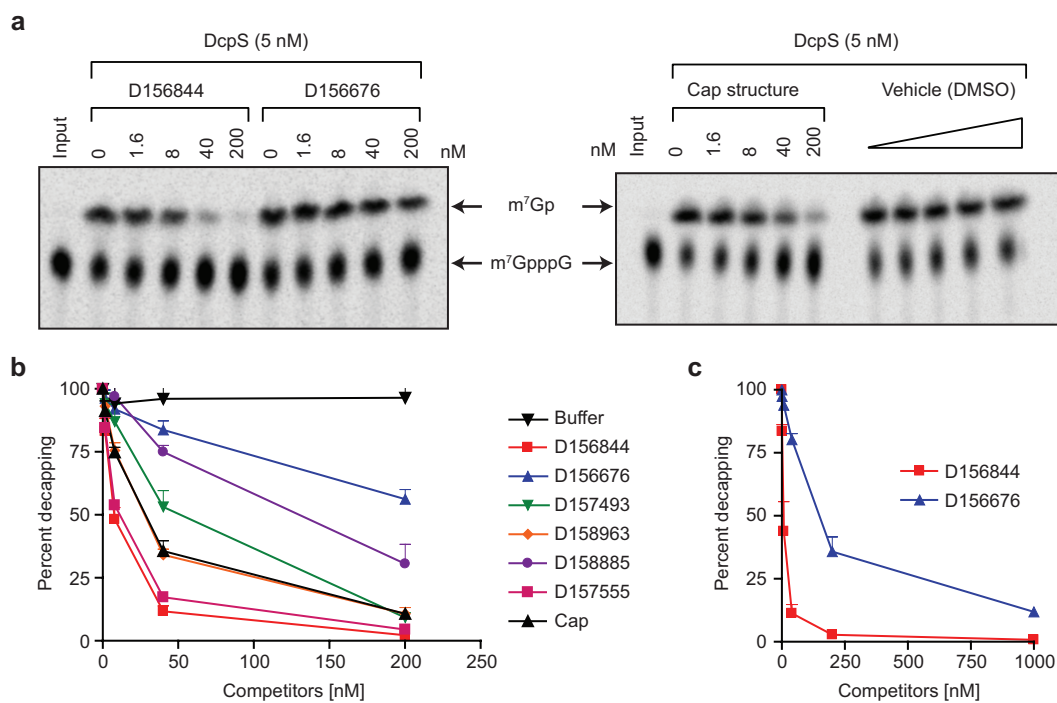 a
DcpS (5 nM)
D156844 D156676
Input 0 1.6 8 40 200 0 1.6 8 40 200 nM
DcpS (5 nM)
Cap structure Vehicle (DMSO)
nM Input 0 1.6 8 40 200
m⁷Gp
m⁷GpppG
b
Percent decapping
100
75
50
25
0
0 50 100 150 200 250
Competitors [nM]
Buffer
D156844
D156676
D157493
D158963
D158885
D157555
Cap
c
Percent decapping
100
75
50
25
0
0 250 500 750 1000
Competitors [nM]
D156844
D156676